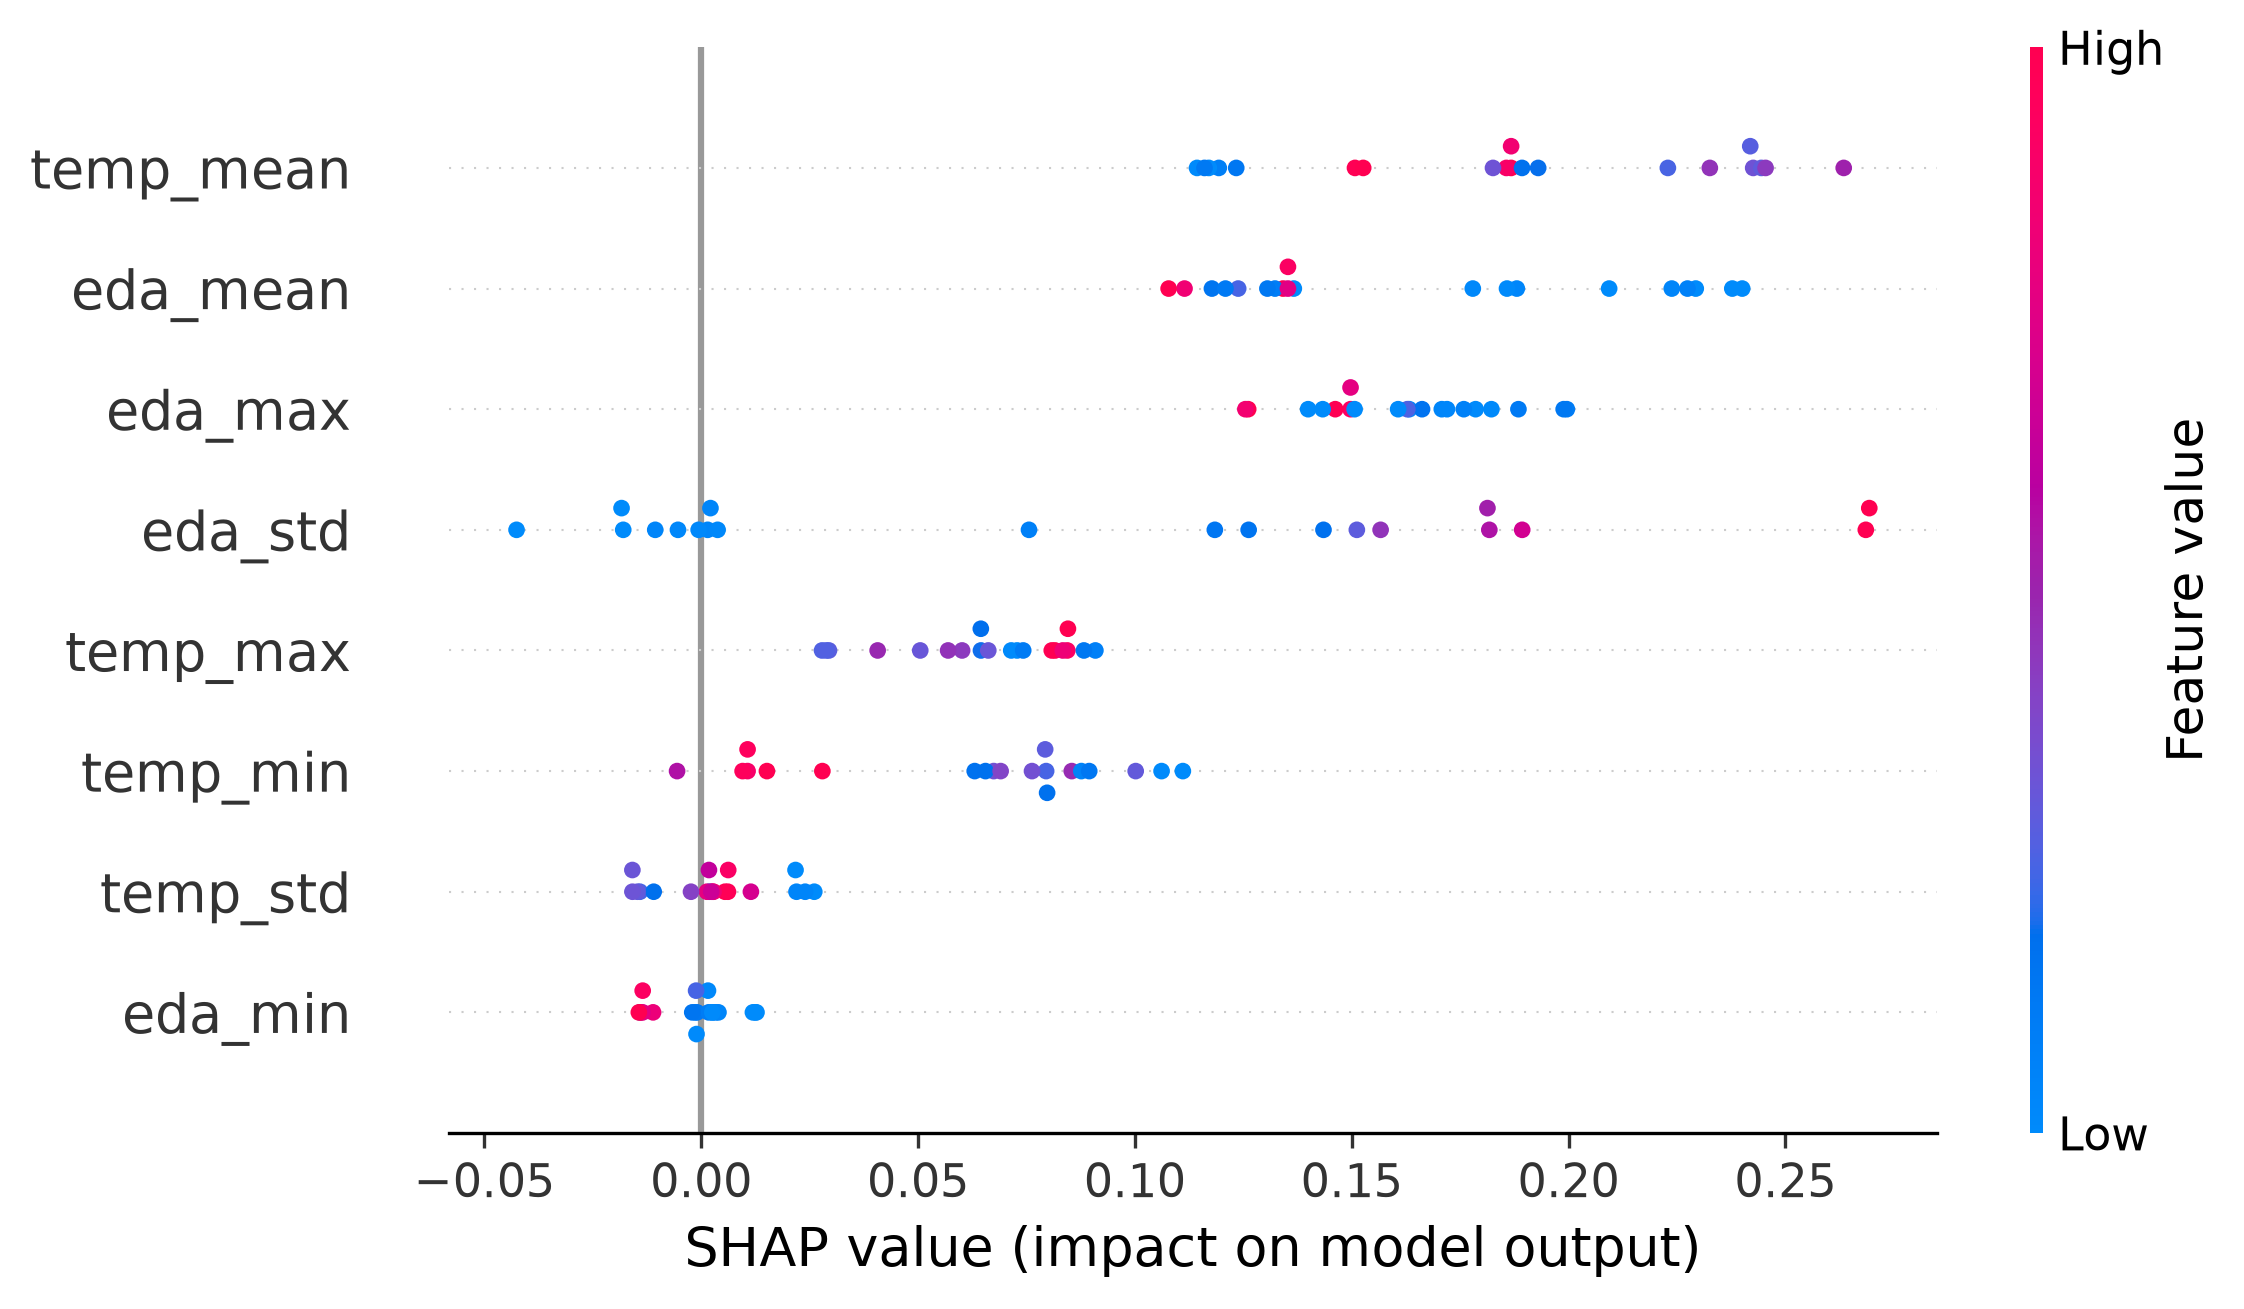 High
temp_mean
eda_mean
eda_max
eda_std
temp_max
temp_min
temp_std
eda_min
Feature value
Low
−0.05 0.00 0.05 0.10 0.15 0.20 0.25
SHAP value (impact on model output)